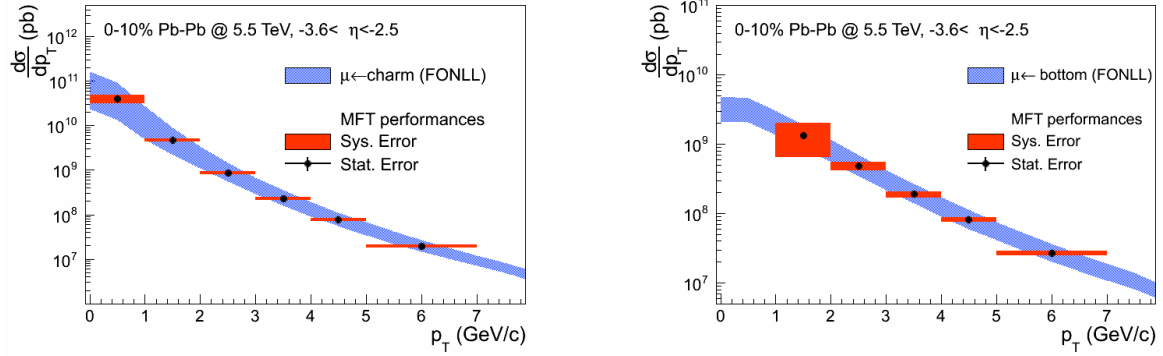 dσ/dp_T (pb)
0-10% Pb-Pb @ 5.5 TeV, -3.6< η<-2.5
μ←charm (FONLL)
MFT performances
Sys. Error
Stat. Error
10^12
10^11
10^10
10^9
10^8
10^7
0 1 2 3 4 5 6 7
p_T (GeV/c)
dσ/dp_T (pb)
0-10% Pb-Pb @ 5.5 TeV, -3.6< η<-2.5
μ← bottom (FONLL)
MFT performances
Sys. Error
Stat. Error
10^11
10^10
10^9
10^8
10^7
0 1 2 3 4 5 6 7
p_T (GeV/c)